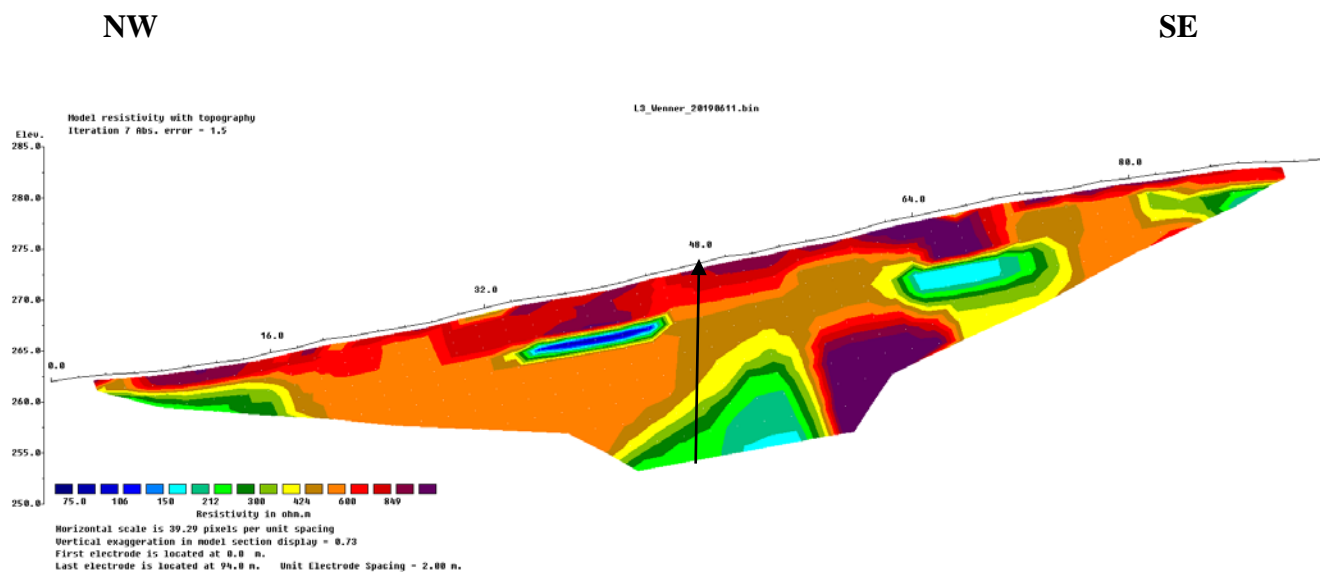 NW SE
L3_Wenner_20190611.bin
Model resistivity with topography
Iteration 7 Abs. error = 1.5
Elev.
285.0
80.0
280.0
64.0
275.0
48.0
270.0
32.0
16.0
265.0
0.0
260.0
255.0
250.0
75.0 106 150 212 300 424 600 849
Resistivity in ohm.m
Horizontal scale is 39.29 pixels per unit spacing
Vertical exaggeration in model section display = 0.73
First electrode is located at 0.0 m.
Last electrode is located at 94.0 m. Unit Electrode Spacing = 2.00 m.